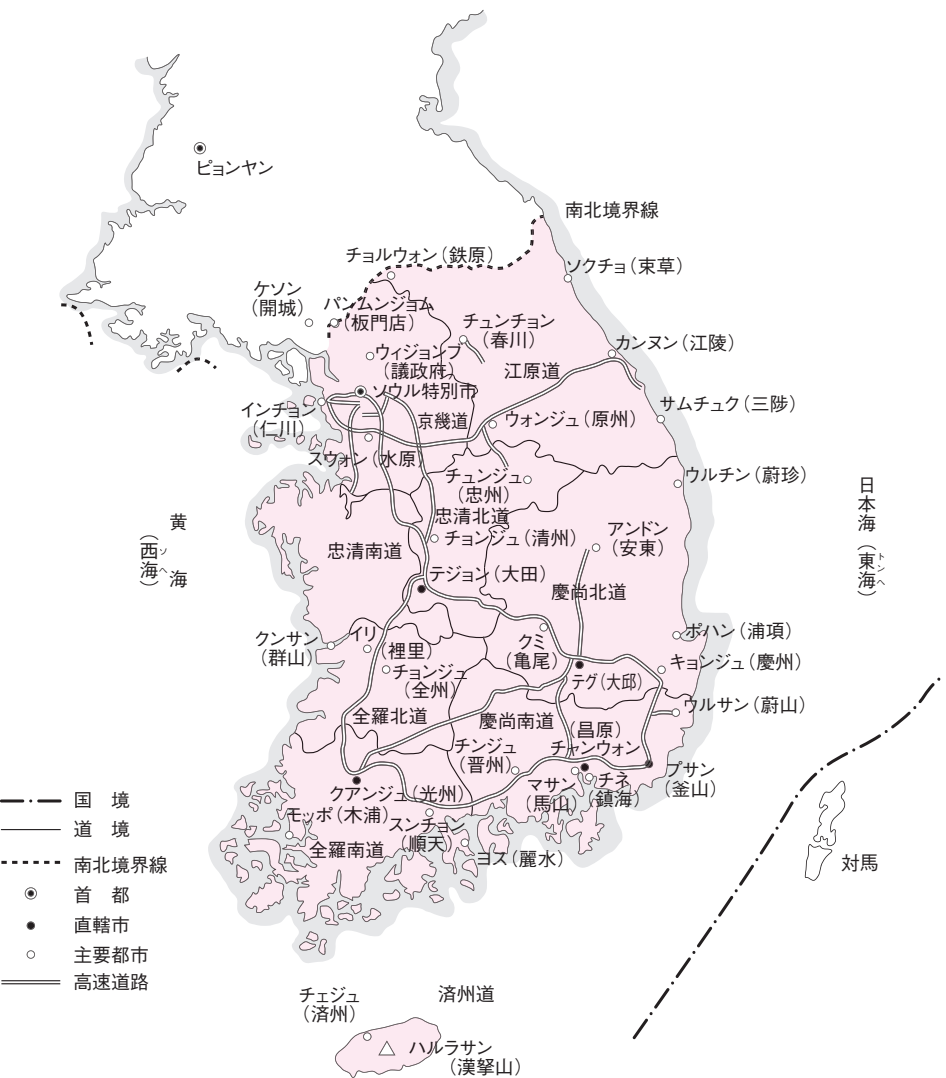 ピョンヤン
南北境界線
チョルウォン(鉄原)
ソクチョ(束草)
ケソン
(開城)
パンムンジョム
(板門店)
チュンチョン
(春川)
カンヌン(江陵)
ウィジョンブ
(議政府)
江原道
ソウル特別市
インチョン
(仁川)
京幾道
ウォンジュ(原州)
サムチュク(三陟)
スウォン(水原)
チュンジュ
(忠州)
ウルチン(蔚珍)
日本海(東海)
トンヘ
黄海
(西海)
ソヘ
忠清北道
チョンジュ(清州)
アンドン
(安東)
忠清南道
テジョン(大田)
慶尚北道
クンサン
(群山)
イリ
(裡里)
クミ
(亀尾)
ポハン(浦項)
チョンジュ
(全州)
テグ(大邱)
キョンジュ(慶州)
全羅北道
慶尚南道
ウルサン(蔚山)
(昌原)
チャンウォン
チンジュ
(晋州)
プサン
(釜山)
マサン
(馬山)
チネ
(鎮海)
クアンジュ(光州)
モッポ(木浦)
スンチョン
(順天)
全羅南道
ヨス(麗水)
対馬
国 境
道 境
南北境界線
首 都
直轄市
主要都市
高速道路
チェジュ
(済州)
済州道
ハルラサン
(漢拏山)